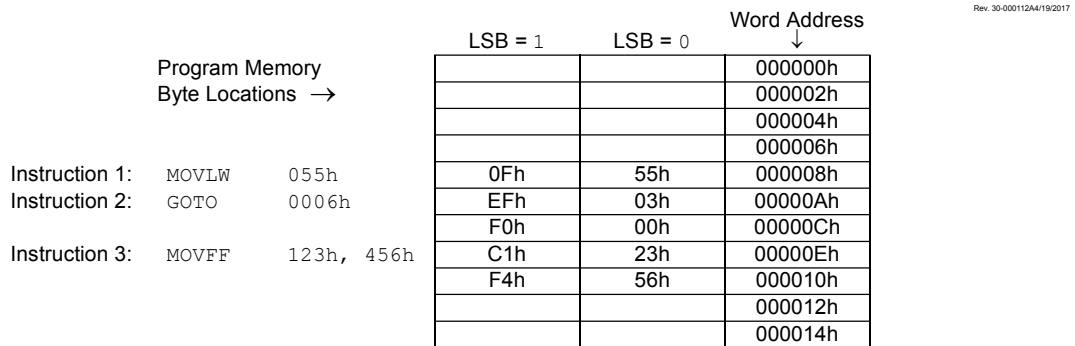 Rev. 30-000112A4/19/2017
Word Address
LSB = 1 LSB = 0 ↓
Program Memory 000000h
Byte Locations → 000002h
000004h
000006h
Instruction 1: MOVLW 055h 0Fh 55h 000008h
Instruction 2: GOTO 0006h EFh 03h 00000Ah
F0h 00h 00000Ch
Instruction 3: MOVFF 123h, 456h C1h 23h 00000Eh
F4h 56h 000010h
000012h
000014h